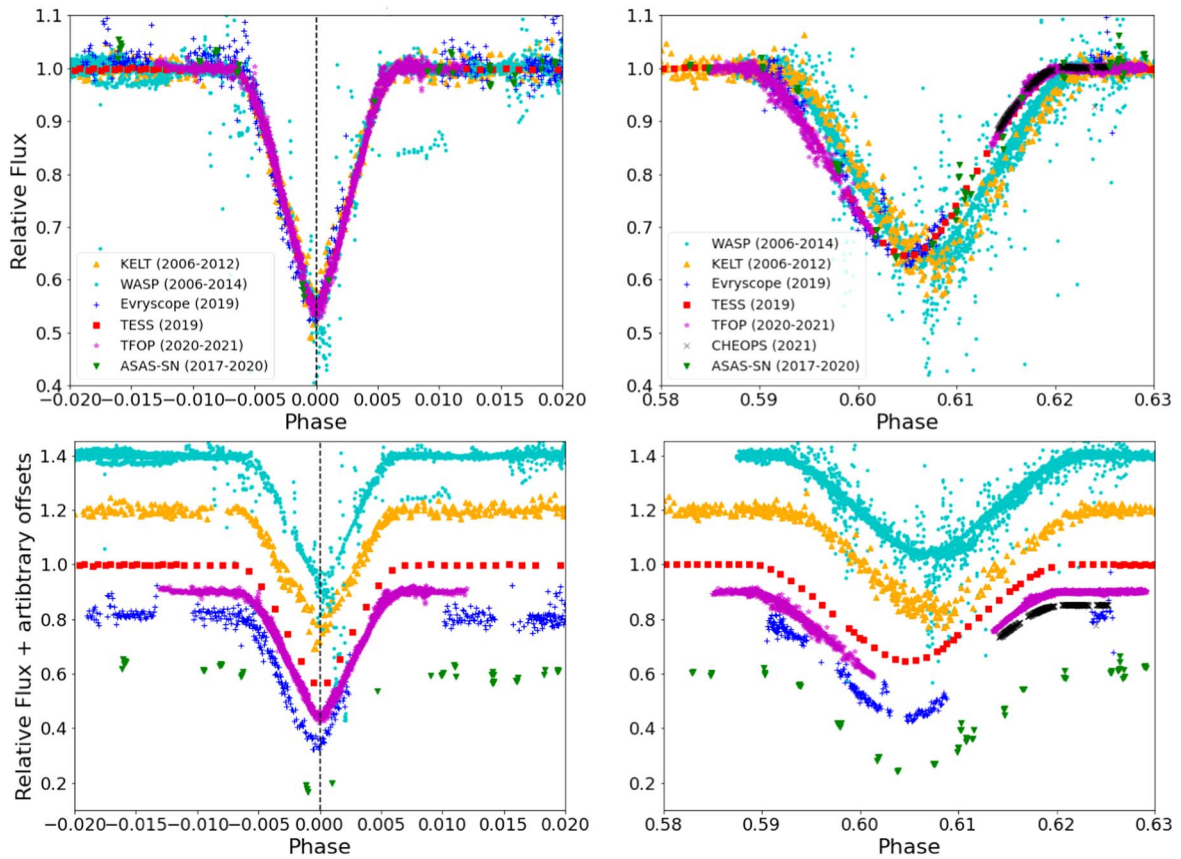 1.1
1.0
0.9
0.8
0.7
0.6
0.5
0.4
Relative Flux
KELT (2006-2012)
WASP (2006-2014)
Evryscope (2019)
TESS (2019)
TFOP (2020-2021)
ASAS-SN (2017-2020)
−0.020 −0.015 −0.010 −0.005 0.000 0.005 0.010 0.015 0.020
Phase
1.1
1.0
0.9
0.8
0.7
0.6
0.5
0.4
WASP (2006-2014)
KELT (2006-2012)
Evryscope (2019)
TESS (2019)
TFOP (2020-2021)
CHEOPS (2021)
ASAS-SN (2017-2020)
0.58 0.59 0.60 0.61 0.62 0.63
Phase
1.4
1.2
1.0
0.8
0.6
0.4
0.2
Relative Flux + artibtrary offsets
−0.020 −0.015 −0.010 −0.005 0.000 0.005 0.010 0.015 0.020
Phase
1.4
1.2
1.0
0.8
0.6
0.4
0.2
0.58 0.59 0.60 0.61 0.62 0.63
Phase